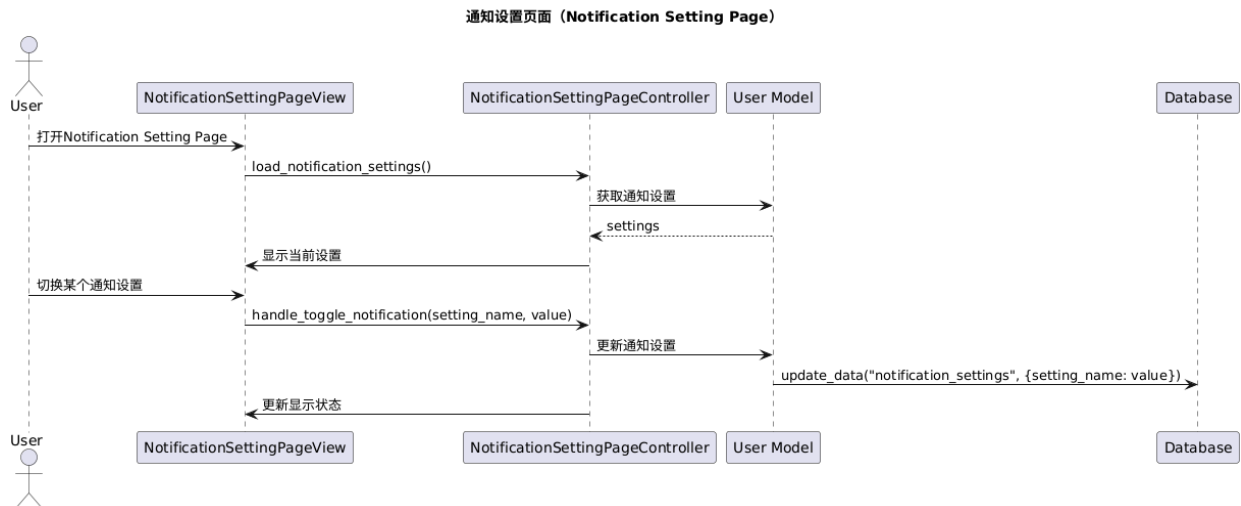 通知设置页面（Notification Setting Page）
User
NotificationSettingPageView
NotificationSettingPageController
User Model
Database
打开Notification Setting Page
load_notification_settings()
获取通知设置
settings
显示当前设置
切换某个通知设置
handle_toggle_notification(setting_name, value)
更新通知设置
update_data("notification_settings", {setting_name: value})
更新显示状态
User
NotificationSettingPageView
NotificationSettingPageController
User Model
Database